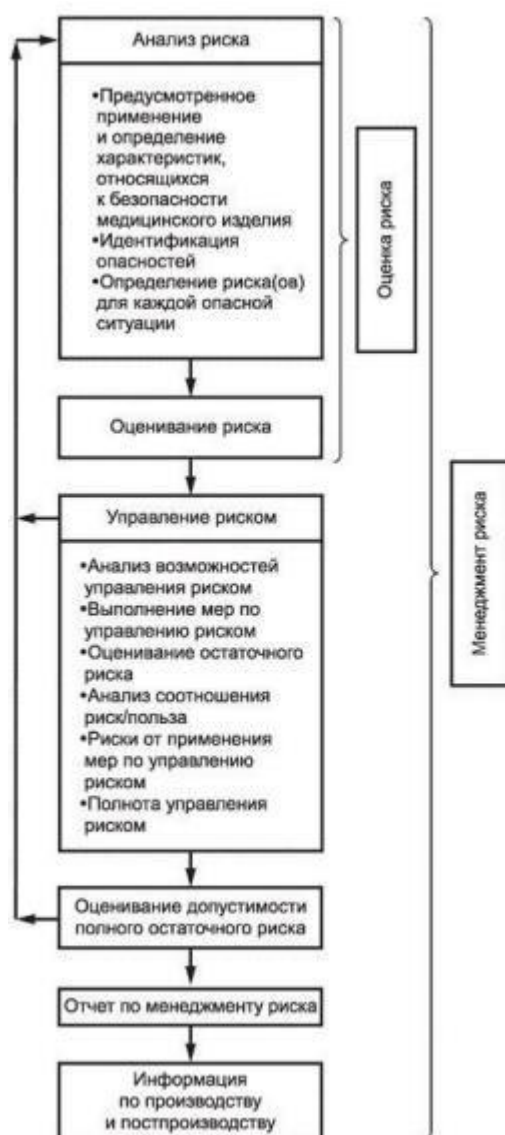 Анализ риска
•Предусмотренное
применение
и определение
характеристик,
относящихся
к безопасности
медицинского изделия
•Идентификация
опасностей
•Определение риска(ов)
для каждой опасной
ситуации
Оценка риска
Оценивание риска
Менеджмент риска
Управление риском
•Анализ возможностей
управления риском
•Выполнение мер по
управлению риском
•Оценивание остаточного
риска
•Анализ соотношения
риск/польза
•Риски от применения
мер по управлению
риском
•Полнота управления
риском
Оценивание допустимости
полного остаточного риска
Отчет по менеджменту риска
Информация
по производству
и постпроизводству